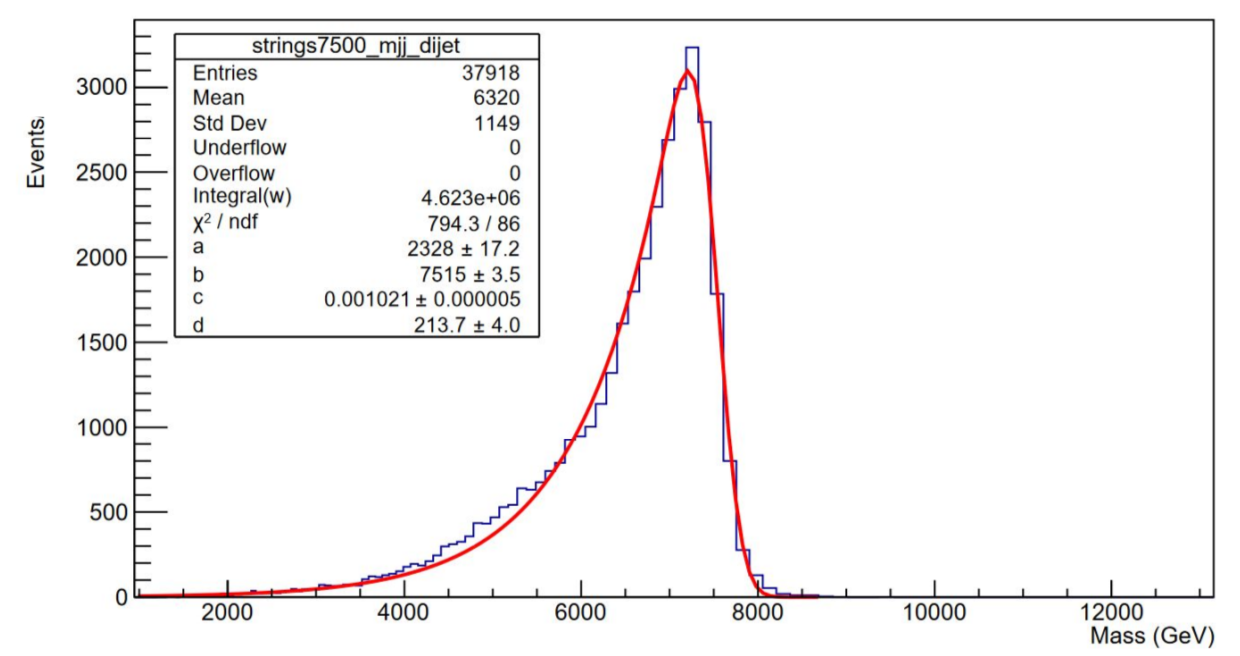 strings7500_mjj_dijet
Entries 37918
Mean 6320
Std Dev 1149
Underflow 0
Overflow 0
Integral(w) 4.623e+06
χ² / ndf 794.3 / 86
a 2328 ± 17.2
b 7515 ± 3.5
c 0.001021 ± 0.000005
d 213.7 ± 4.0
Events
3000
2500
2000
1500
1000
500
0
2000 4000 6000 8000 10000 12000
Mass (GeV)